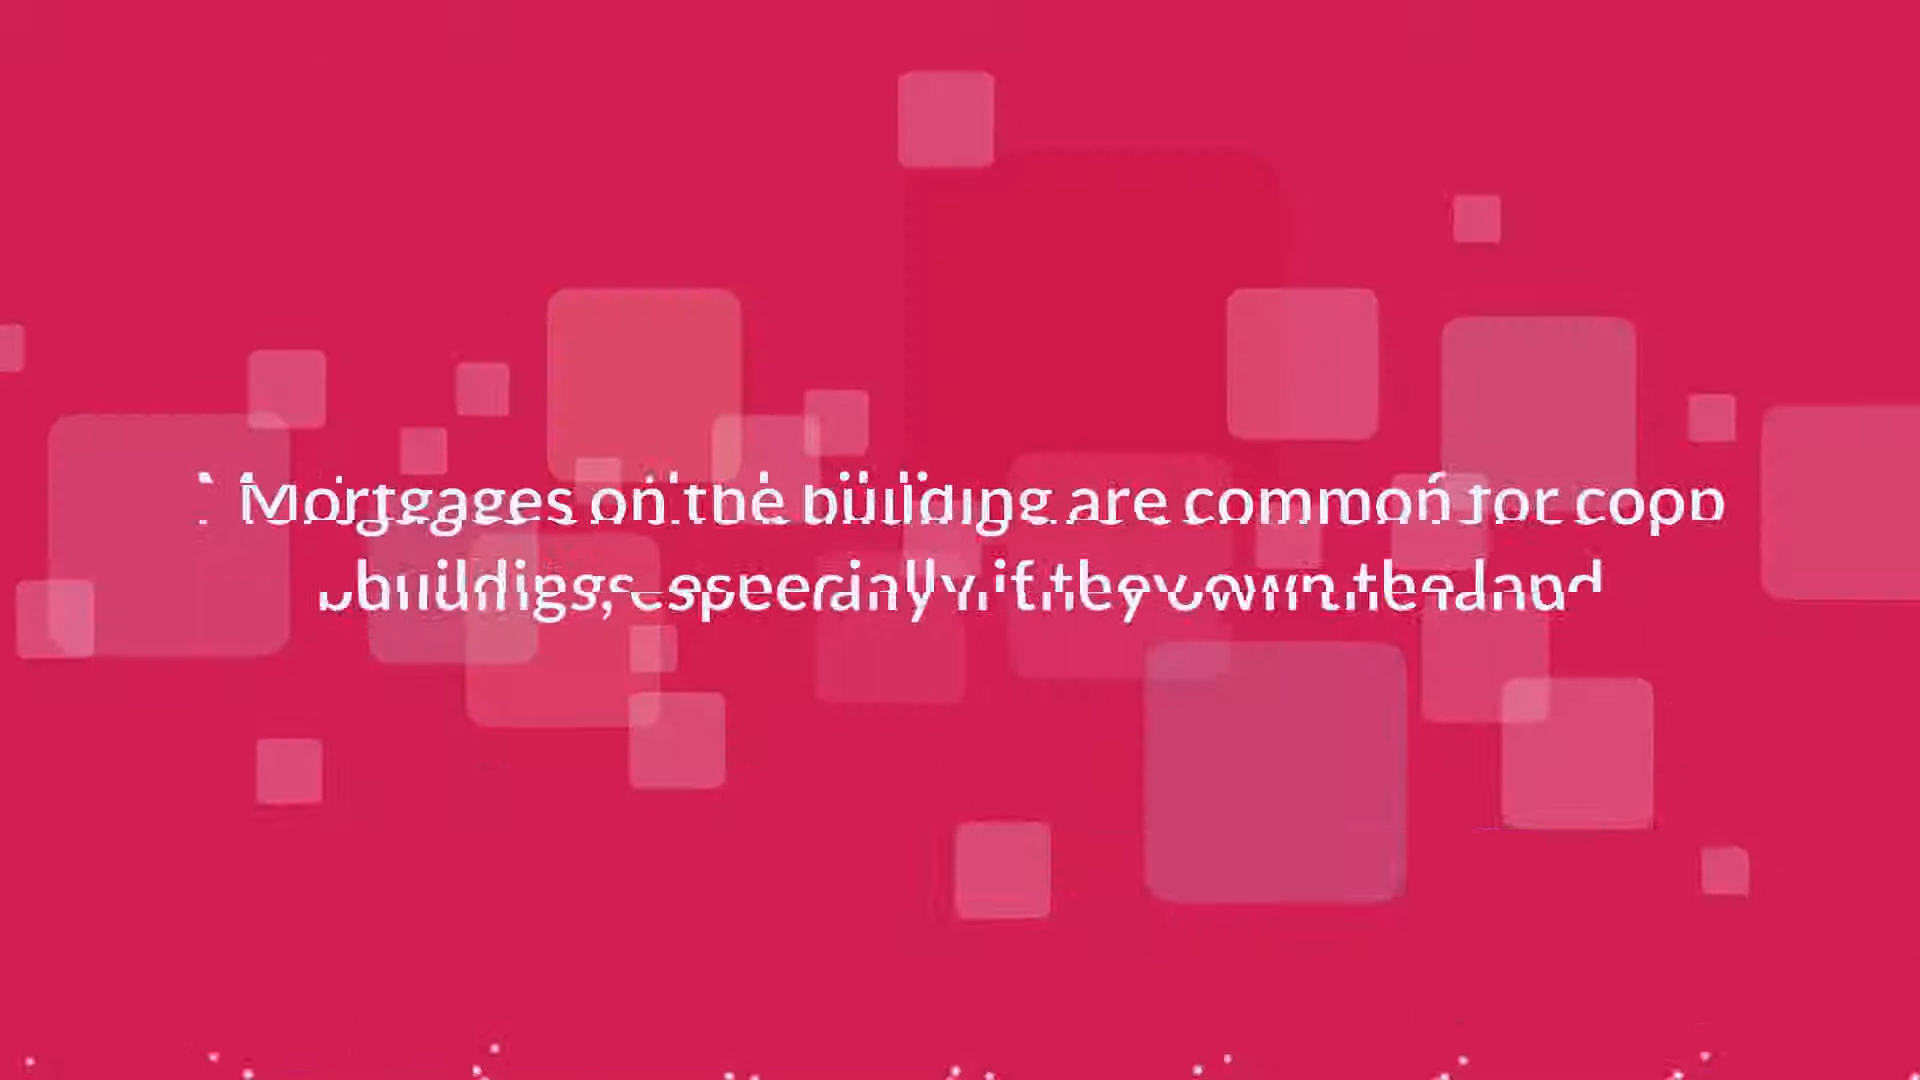 Mortgages on the building are common for coop
buildings, especially if they own the land